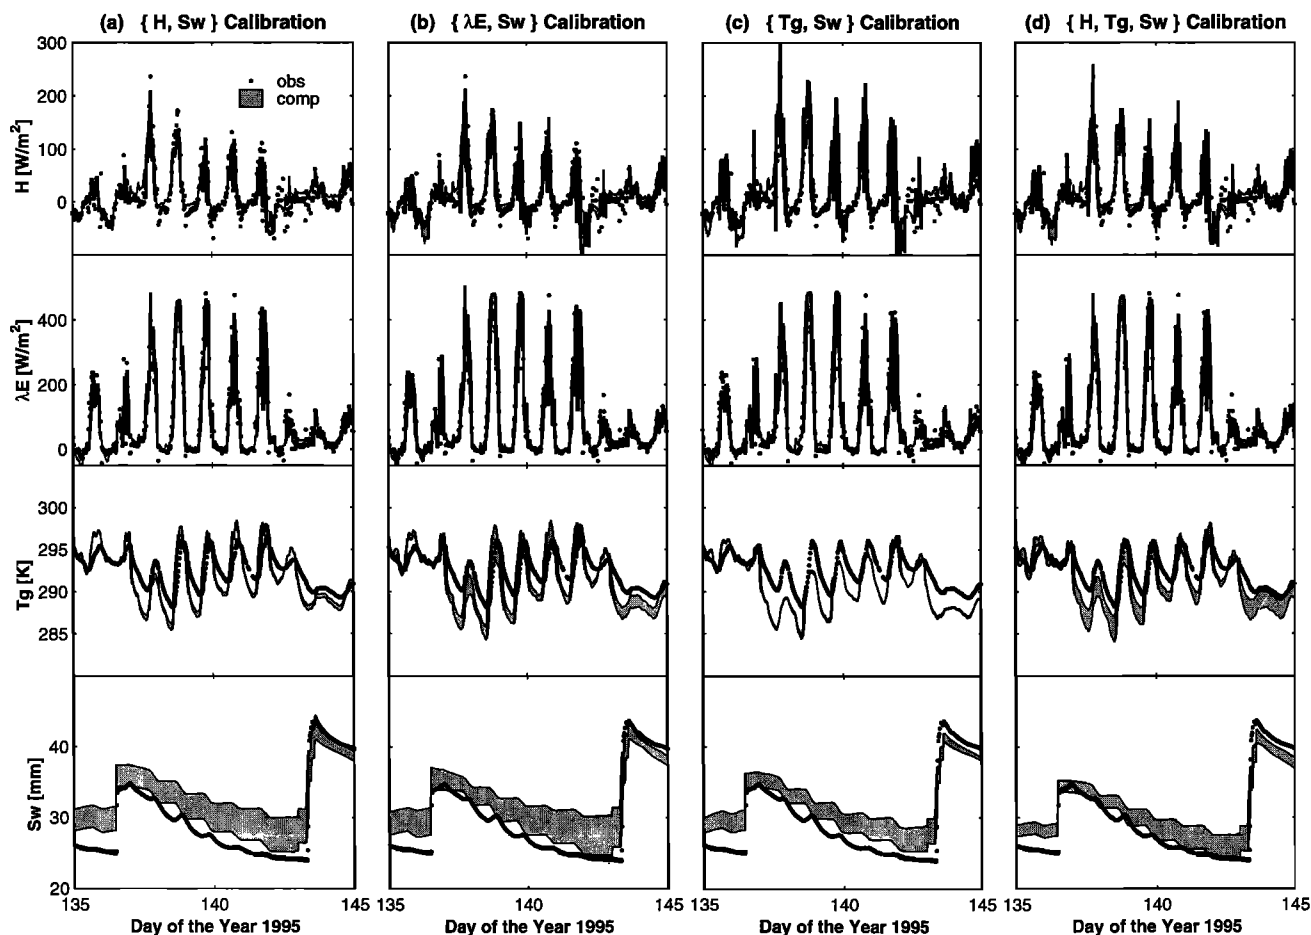 (a) { H, Sw } Calibration
(b) { λE, Sw } Calibration
(c) { Tg, Sw } Calibration
(d) { H, Tg, Sw } Calibration
300
200
100
0
H [W/m²]
obs
comp
400
200
0
λE [W/m²]
300
295
290
285
Tg [K]
40
30
20
Sw [mm]
135 140 145
135 140 145
135 140 145
135 140 145
Day of the Year 1995
Day of the Year 1995
Day of the Year 1995
Day of the Year 1995